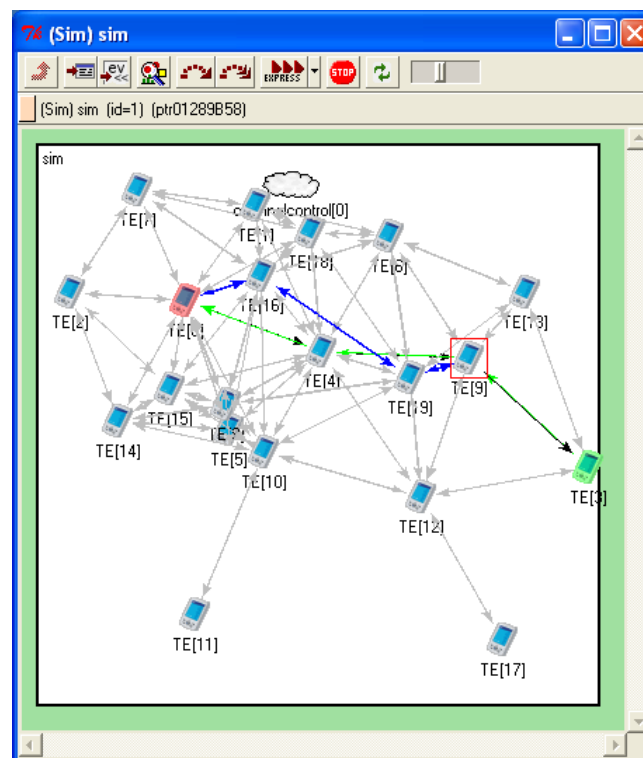 (Sim) sim
ev
<<
EXPRESS
STOP
(Sim) sim (id=1) (ptr01289B58)
sim
TE[7]
TE[1]
TE[18]
TE[6]
TE[2]
TE[16]
TE[13]
TE[4]
TE[9]
TE[15]
TE[19]
TE[14]
TE[5]
TE[10]
TE[3]
TE[12]
TE[11]
TE[17]